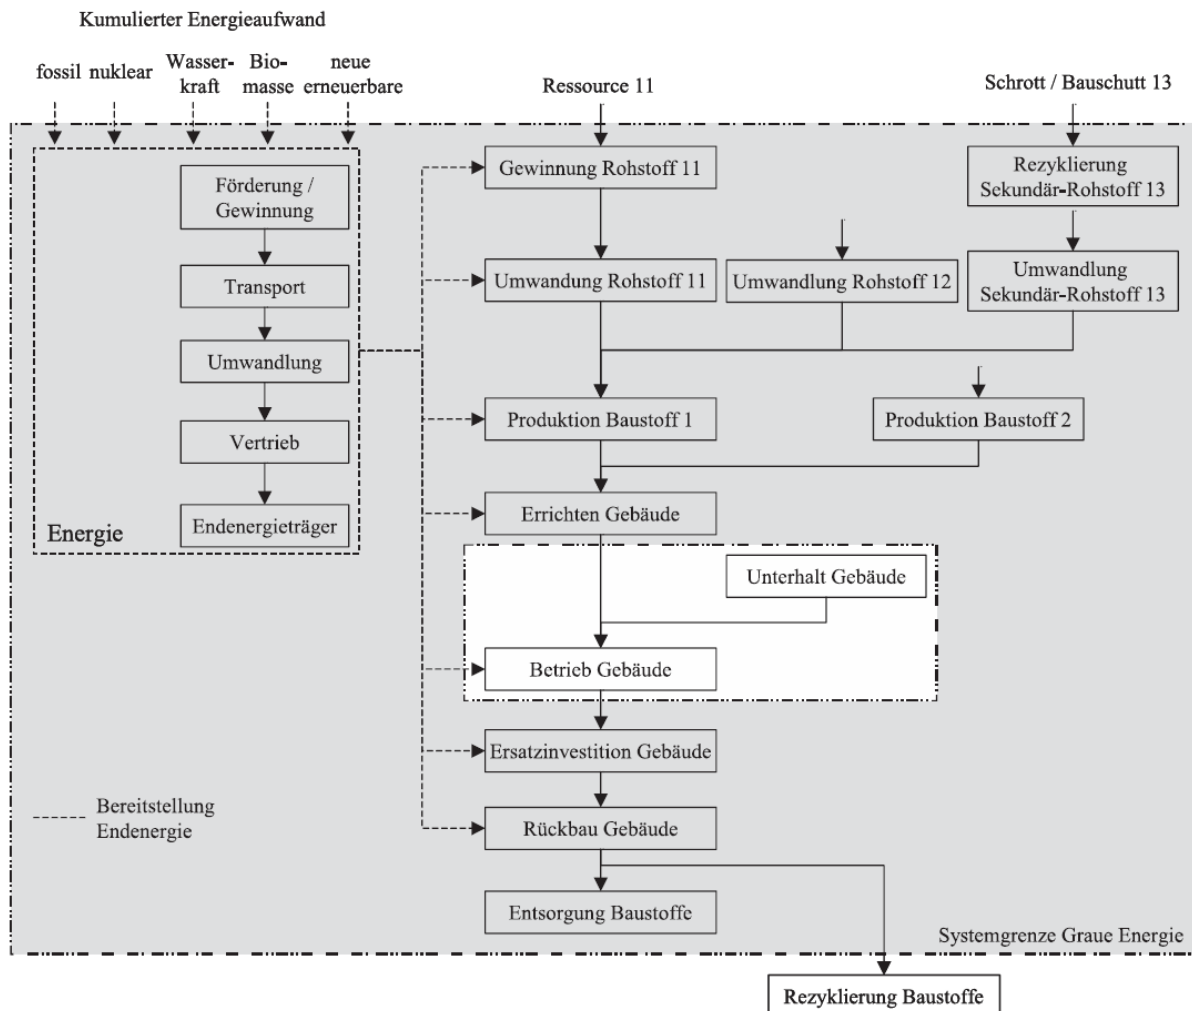 Kumulierter Energieaufwand
fossil
nuklear
Wasser-
kraft
Bio-
masse
neue
erneuerbare
Ressource 11
Schrott / Bauschutt 13
Förderung /
Gewinnung
Transport
Umwandlung
Vertrieb
Endenergieträger
Energie
Gewinnung Rohstoff 11
Rezyklierung
Sekundär-Rohstoff 13
Umwandung Rohstoff 11
Umwandlung Rohstoff 12
Umwandlung
Sekundär-Rohstoff 13
Produktion Baustoff 1
Produktion Baustoff 2
Errichten Gebäude
Unterhalt Gebäude
Betrieb Gebäude
Ersatzinvestition Gebäude
Rückbau Gebäude
Entsorgung Baustoffe
Bereitstellung
Endenergie
Systemgrenze Graue Energie
Rezyklierung Baustoffe